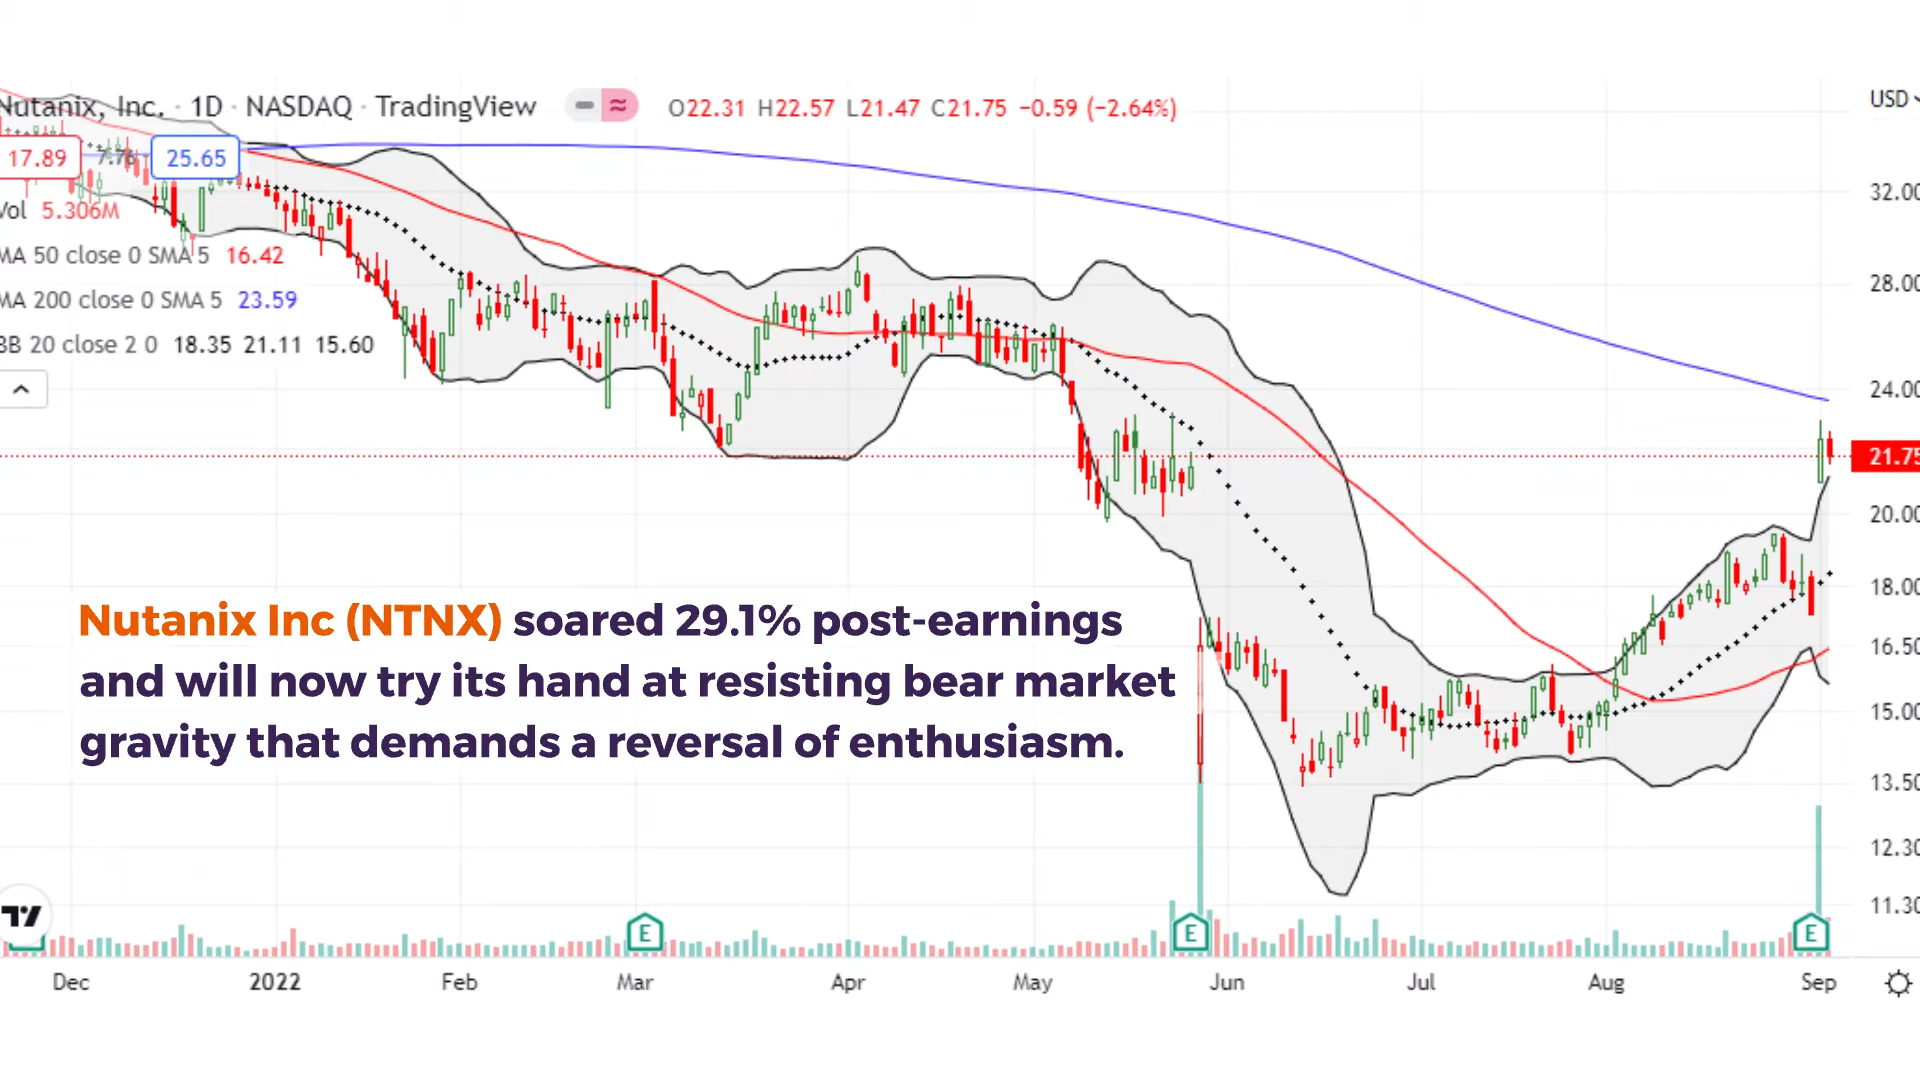 Nutanix, Inc. · 1D · NASDAQ · TradingView O22.31 H22.57 L21.47 C21.75 −0.59 (−2.64%)
USD
17.89 7.76 25.65
Vol 5.306M
MA 50 close 0 SMA 5 16.42
MA 200 close 0 SMA 5 23.59
BB 20 close 2 0 18.35 21.11 15.60
32.00
28.00
24.00
21.75
20.00
18.00
16.50
15.00
13.50
12.30
11.30
Nutanix Inc (NTNX) soared 29.1% post-earnings
and will now try its hand at resisting bear market
gravity that demands a reversal of enthusiasm.
E E E
Dec 2022 Feb Mar Apr May Jun Jul Aug Sep